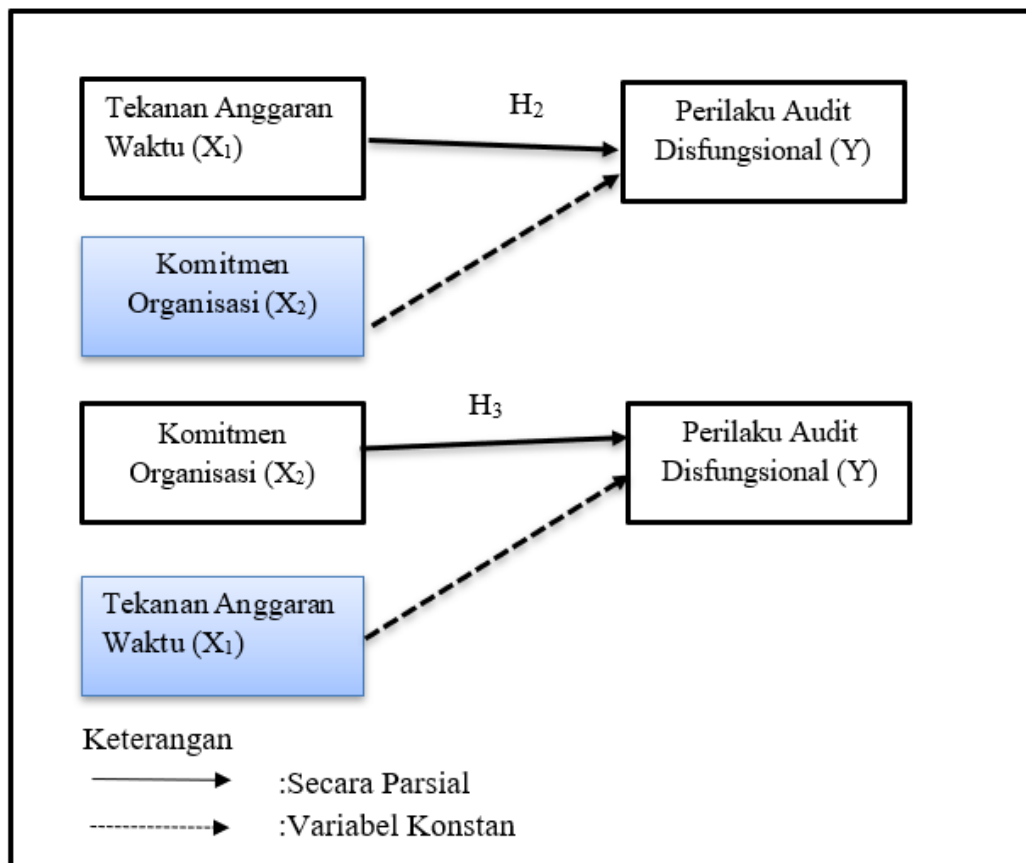 Tekanan Anggaran
Waktu (X₁)
H₂
Perilaku Audit
Disfungsional (Y)
Komitmen
Organisasi (X₂)
Komitmen
Organisasi (X₂)
H₃
Perilaku Audit
Disfungsional (Y)
Tekanan Anggaran
Waktu (X₁)
Keterangan
:Secara Parsial
:Variabel Konstan